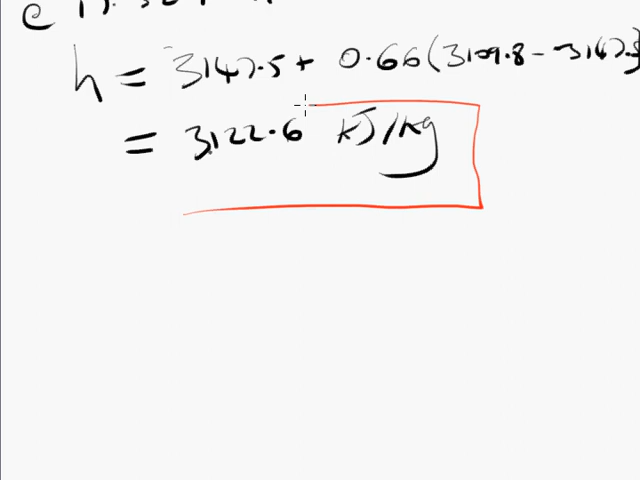 h = 3147.5 + 0.66(3109.8 - 3147.5)
= 3122.6 kJ/kg